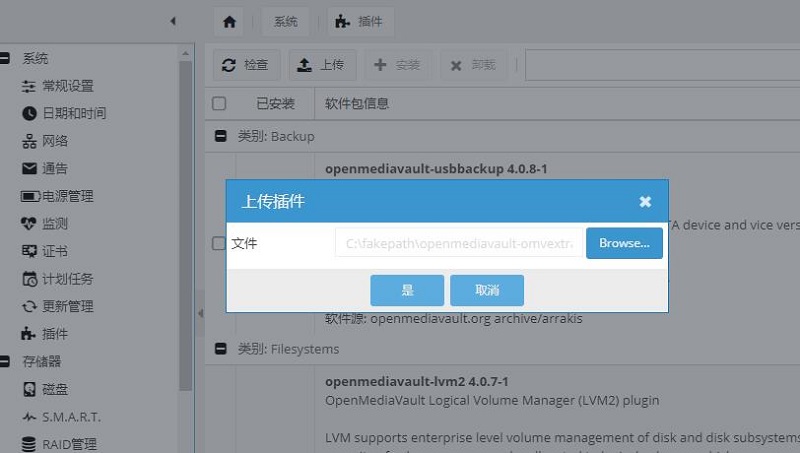 系统
插件
系统
常规设置
日期和时间
网络
通告
电源管理
监测
证书
计划任务
更新管理
插件
存储器
磁盘
S.M.A.R.T.
RAID管理
检查
上传
安装
卸载
已安装
软件包信息
类别: Backup
openmediavault-usbbackup 4.0.8-1
TA device and vice vers
上传插件
文件
C:\fakepath\openmediavault-omvextra
Browse...
是
取消
软件源: openmediavault.org archive/arrakis
类别: Filesystems
openmediavault-lvm2 4.0.7-1
OpenMediaVault Logical Volume Manager (LVM2) plugin
LVM supports enterprise level volume management of disk and disk subsystems